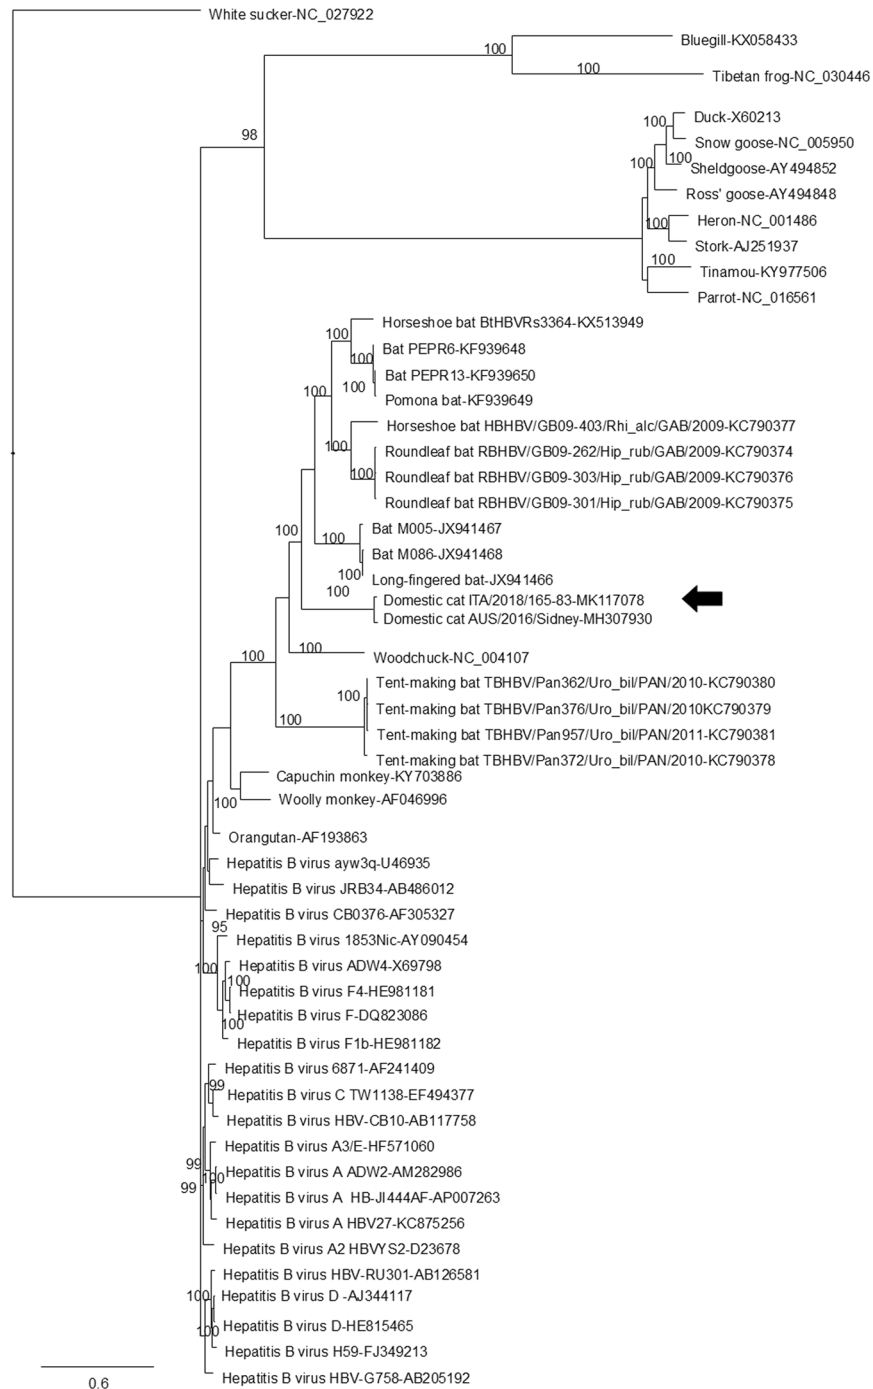 White sucker-NC_027922
Bluegill-KX058433
100
100
Tibetan frog-NC_030446
Duck-X60213
100
98
Snow goose-NC_005950
100
100
Sheldgoose-AY494852
Ross' goose-AY494848
Heron-NC_001486
100
Stork-AJ251937
100
Tinamou-KY977506
Parrot-NC_016561
Horseshoe bat BtHBVRs3364-KX513949
100
Bat PEPR6-KF939648
100
Bat PEPR13-KF939650
100
100
Pomona bat-KF939649
Horseshoe bat HBHBV/GB09-403/Rhi_alc/GAB/2009-KC790377
100
Roundleaf bat RBHBV/GB09-262/Hip_rub/GAB/2009-KC790374
100
Roundleaf bat RBHBV/GB09-303/Hip_rub/GAB/2009-KC790376
Roundleaf bat RBHBV/GB09-301/Hip_rub/GAB/2009-KC790375
Bat M005-JX941467
100
100
Bat M086-JX941468
100
Long-fingered bat-JX941466
100
Domestic cat ITA/2018/165-83-MK117078
Domestic cat AUS/2016/Sidney-MH307930
100
100
Woodchuck-NC_004107
Tent-making bat TBHBV/Pan362/Uro_bil/PAN/2010-KC790380
100
Tent-making bat TBHBV/Pan376/Uro_bil/PAN/2010KC790379
100
Tent-making bat TBHBV/Pan957/Uro_bil/PAN/2011-KC790381
Tent-making bat TBHBV/Pan372/Uro_bil/PAN/2010-KC790378
Capuchin monkey-KY703886
100
Woolly monkey-AF046996
Orangutan-AF193863
Hepatitis B virus ayw3q-U46935
Hepatitis B virus JRB34-AB486012
Hepatitis B virus CB0376-AF305327
95
Hepatitis B virus 1853Nic-AY090454
100
Hepatitis B virus ADW4-X69798
100
Hepatitis B virus F4-HE981181
Hepatitis B virus F-DQ823086
100
Hepatitis B virus F1b-HE981182
Hepatitis B virus 6871-AF241409
99
Hepatitis B virus C TW1138-EF494377
Hepatitis B virus HBV-CB10-AB117758
Hepatitis B virus A3/E-HF571060
99
Hepatitis B virus A ADW2-AM282986
100
99
Hepatitis B virus A HB-JI444AF-AP007263
Hepatitis B virus A HBV27-KC875256
Hepatits B virus A2 HBVYS2-D23678
Hepatitis B virus HBV-RU301-AB126581
100
Hepatitis B virus D -AJ344117
Hepatitis B virus D-HE815465
100
Hepatitis B virus H59-FJ349213
Hepatitis B virus HBV-G758-AB205192
0.6